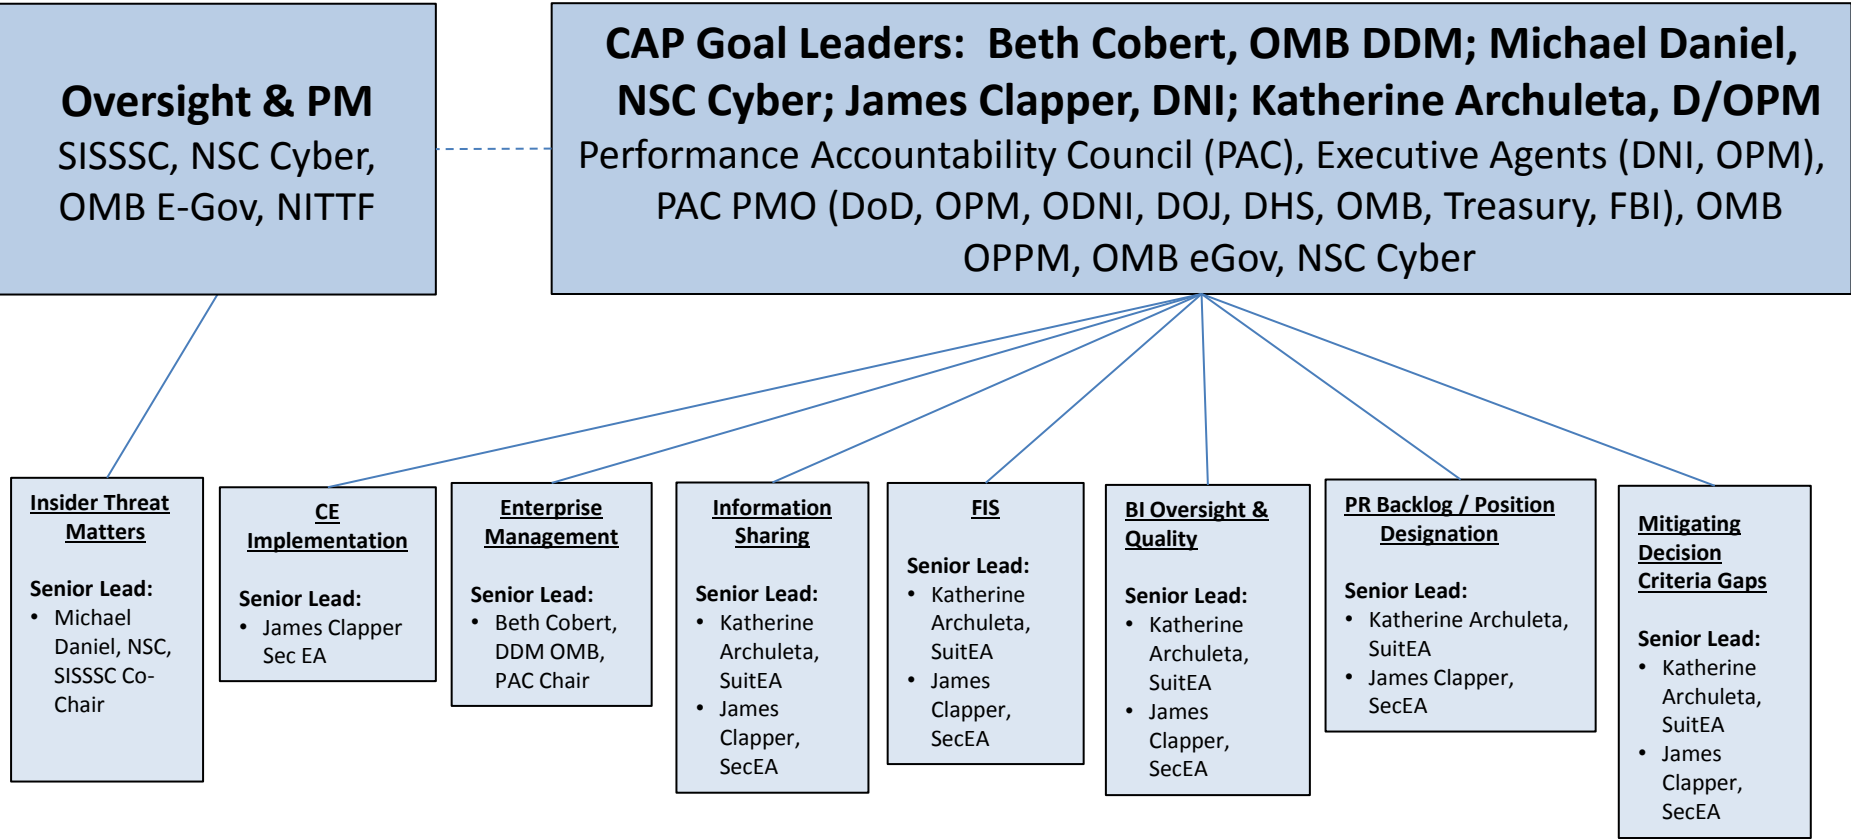 Oversight & PM
SISSSC, NSC Cyber,
OMB E-Gov, NITTF
CAP Goal Leaders: Beth Cobert, OMB DDM; Michael Daniel,
NSC Cyber; James Clapper, DNI; Katherine Archuleta, D/OPM
Performance Accountability Council (PAC), Executive Agents (DNI, OPM),
PAC PMO (DoD, OPM, ODNI, DOJ, DHS, OMB, Treasury, FBI), OMB
OPPM, OMB eGov, NSC Cyber
Insider Threat
Matters
Senior Lead:
• Michael
Daniel, NSC,
SISSSC Co-
Chair
CE
Implementation
Senior Lead:
• James Clapper
Sec EA
Enterprise
Management
Senior Lead:
• Beth Cobert,
DDM OMB,
PAC Chair
Information
Sharing
Senior Lead:
• Katherine
Archuleta,
SuitEA
• James
Clapper,
SecEA
FIS
Senior Lead:
• Katherine
Archuleta,
SuitEA
• James
Clapper,
SecEA
BI Oversight &
Quality
Senior Lead:
• Katherine
Archuleta,
SuitEA
• James
Clapper,
SecEA
PR Backlog / Position
Designation
Senior Lead:
• Katherine Archuleta,
SuitEA
• James Clapper,
SecEA
Mitigating
Decision
Criteria Gaps
Senior Lead:
• Katherine
Archuleta,
SuitEA
• James
Clapper,
SecEA